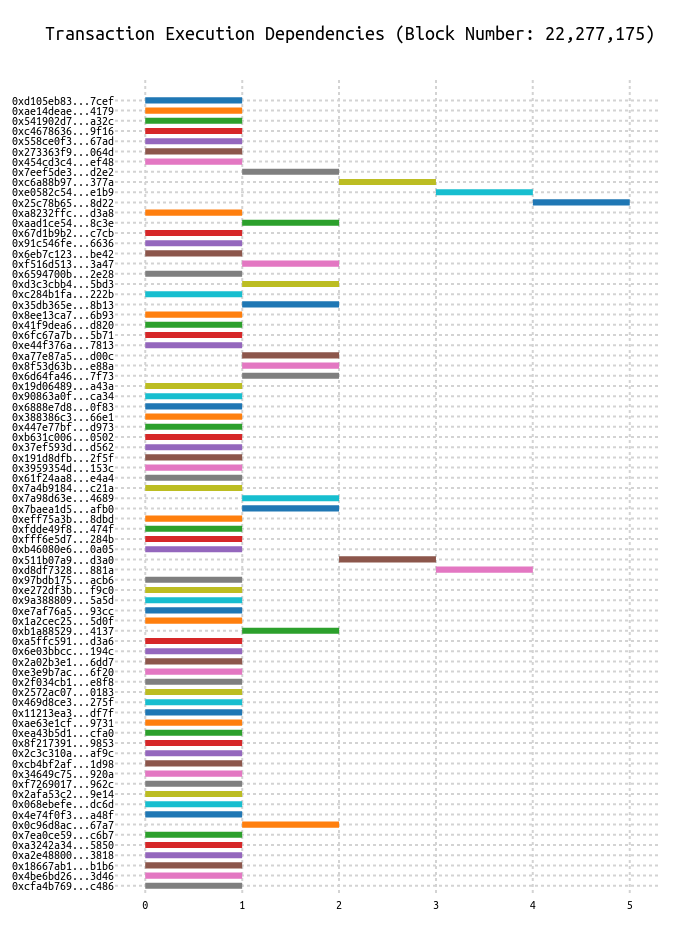 Transaction Execution Dependencies (Block Number: 22,277,175)
0xd105eb83...7cef
0xae14deae...4179
0x541902d7...a32c
0xc4678636...9f16
0x558ce0f3...67ad
0x273363f9...064d
0x454cd3c4...ef48
0x7eef5de3...d2e2
0xc6a88b97...377a
0xe0582c54...e1b9
0x25c78b65...8d22
0xa8232ffc...d3a8
0xaad1ce54...8c3e
0x67d1b9b2...c7cb
0x91c546fe...6636
0x6eb7c123...be42
0xf516d513...3a47
0x6594700b...2e28
0xd3c3cbb4...5bd3
0xc284b1fa...222b
0x35db365e...8b13
0x8ee13ca7...6b93
0x41f9dea6...d820
0x6fc67a7b...5b71
0xe44f376a...7813
0xa77e87a5...d00c
0x8f53d63b...e88a
0x6d64fa46...7f73
0x19d06489...a43a
0x90863a0f...ca34
0x6888e7d8...0f83
0x388386c3...66e1
0x447e77bf...d973
0xb631c006...0502
0x37ef593d...d562
0x191d8dfb...2f5f
0x3959354d...153c
0x61f24aa8...e4a4
0x7a4b9184...c21a
0x7a98d63e...4689
0x7baea1d5...afb0
0xeff75a3b...8dbd
0xfdde49f8...474f
0xfff6e5d7...284b
0xb46080e6...0a05
0x511b07a9...d3a0
0xd8df7328...881a
0x97bdb175...acb6
0xe272df3b...f9c0
0x9a388809...5a5d
0xe7af76a5...93cc
0x1a2cec25...5d0f
0xb1a88529...4137
0xa5ffc591...d3a6
0x6e03bbcc...194c
0x2a02b3e1...6dd7
0xe3e9b7ac...6f20
0x2f034cb1...e8f8
0x2572ac07...0183
0x469d8ce3...275f
0x11213ea3...df7f
0xae63e1cf...9731
0xea43b5d1...cfa0
0x8f217391...9853
0x2c3c310a...af9c
0xcb4bf2af...1d98
0x34649c75...920a
0xf7269017...962c
0x2afa53c2...9e14
0x068ebefe...dc6d
0x4e74f0f3...a48f
0x0c96d8ac...67a7
0x7ea0ce59...c6b7
0xa3242a34...5850
0xa2e48800...3818
0x18667ab1...b1b6
0x4be6bd26...3d46
0xcfa4b769...c486
0 1 2 3 4 5